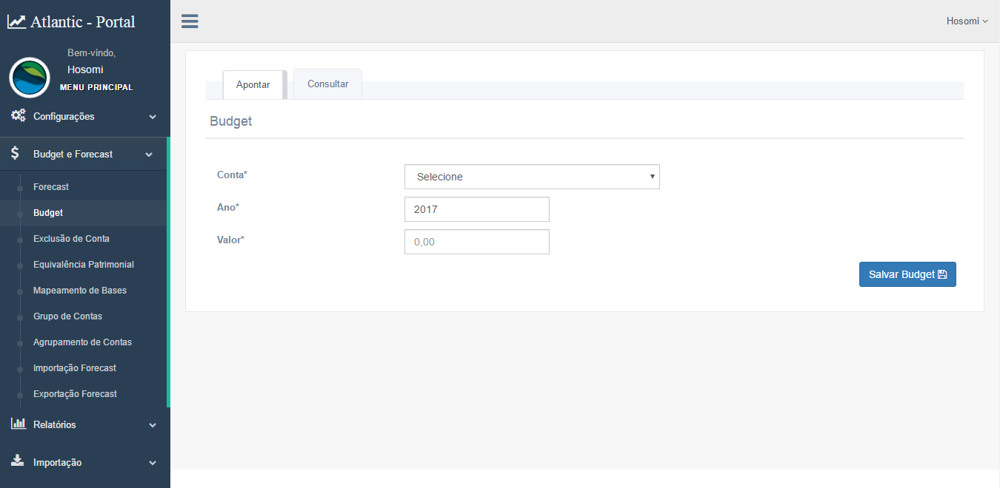 Atlantic - Portal
Hosomi
Bem-vindo,
Hosomi
MENU PRINCIPAL
Configurações
Budget e Forecast
Forecast
Budget
Exclusão de Conta
Equivalência Patrimonial
Mapeamento de Bases
Grupo de Contas
Agrupamento de Contas
Importação Forecast
Exportação Forecast
Relatórios
Importação
Apontar
Consultar
Budget
Conta*
Selecione
Ano*
2017
Valor*
0,00
Salvar Budget